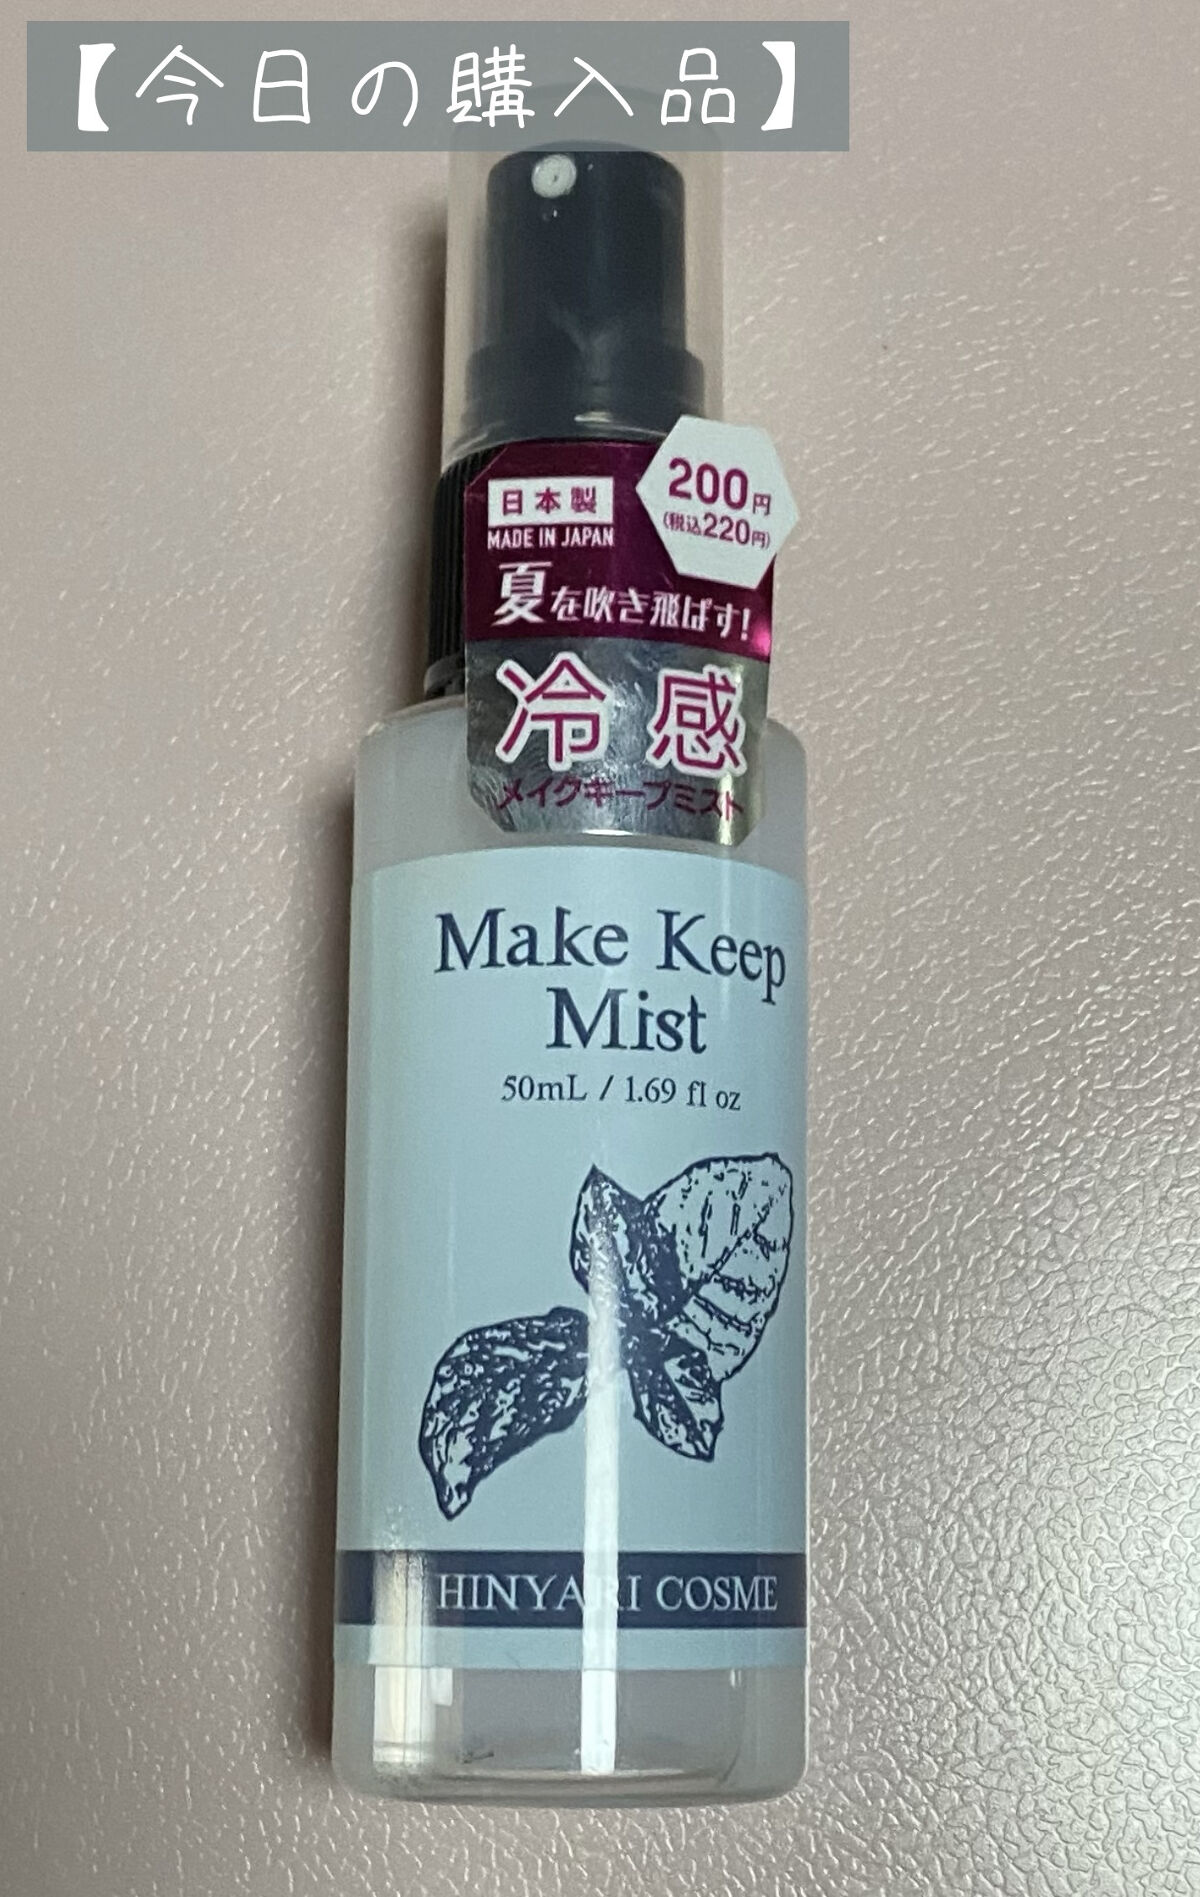 【今日の購入品】
200円
(税込220円)
日本製
MADE IN JAPAN
夏を吹き飛ばす!
冷感
メイクキープミスト
Make Keep
Mist
50mL / 1.69 fl oz
HINYARI COSME